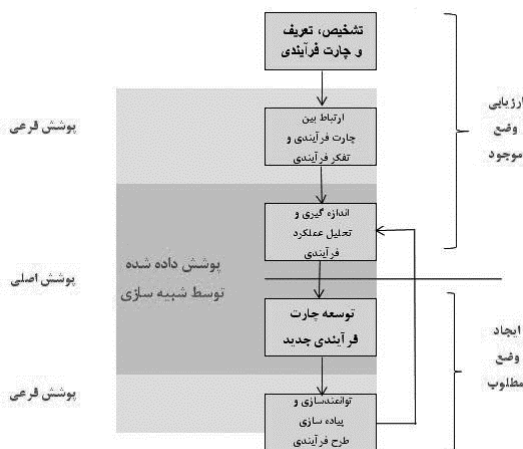 تشخیص، تعریف
و چارت فرآیندی
ارزیابی
وضع
موجود
پوشش فرعی
ارتباط بین
چارت فرآیندی و
تفکر فرآیندی
اندازه گیری و
تحلیل عملکرد
فرآیندی
پوشش اصلی
پوشش داده شده
توسط شبیه سازی
توسعه چارت
فرآیندی جدید
ایجاد
وضع
مطلوب
پوشش فرعی
توانمندسازی و
پیاده سازی
طرح فرآیندی